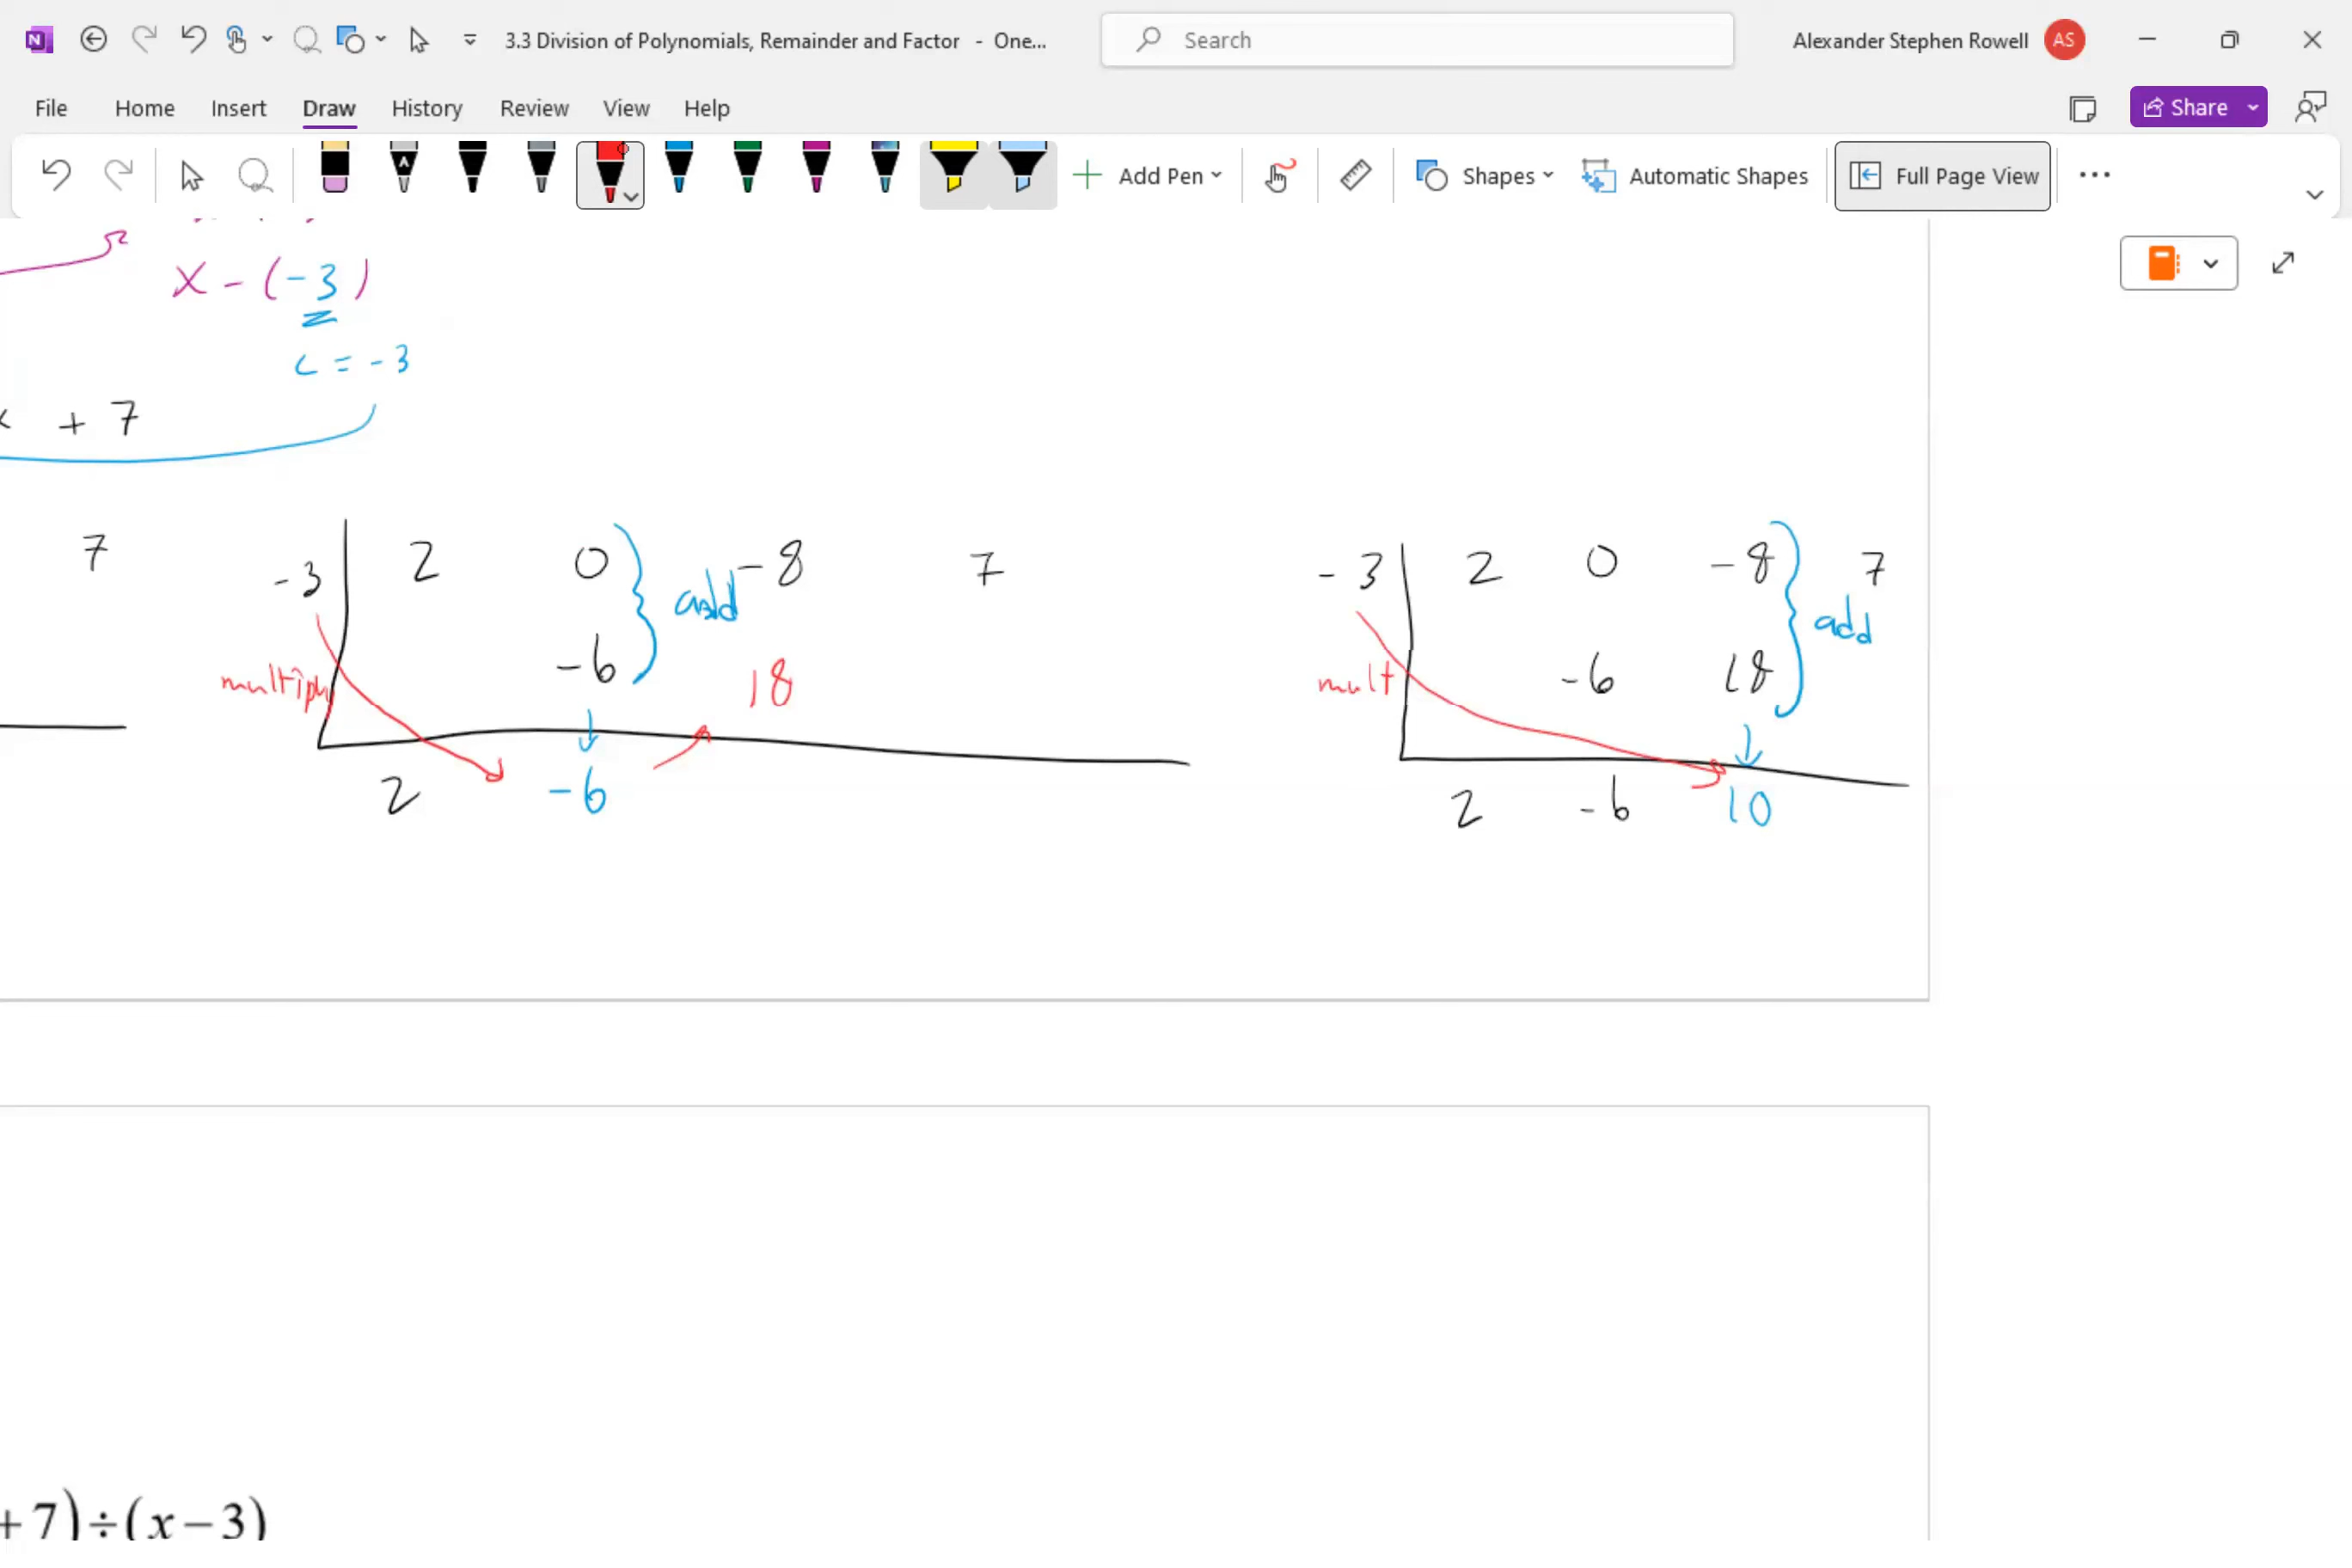 3.3 Division of Polynomials, Remainder and Factor - One...
Search
Alexander Stephen Rowell AS
File Home Insert Draw History Review View Help
Share
A
Add Pen
Shapes
Automatic Shapes
Full Page View
x - (-3)
c = -3
+ 7
7
-3 2 0 -8 7
add
-6 18
multiply
2 -6
-3 2 0 -8 7
add
-6 18
mult
2 -6 10
+7)÷(x−3)